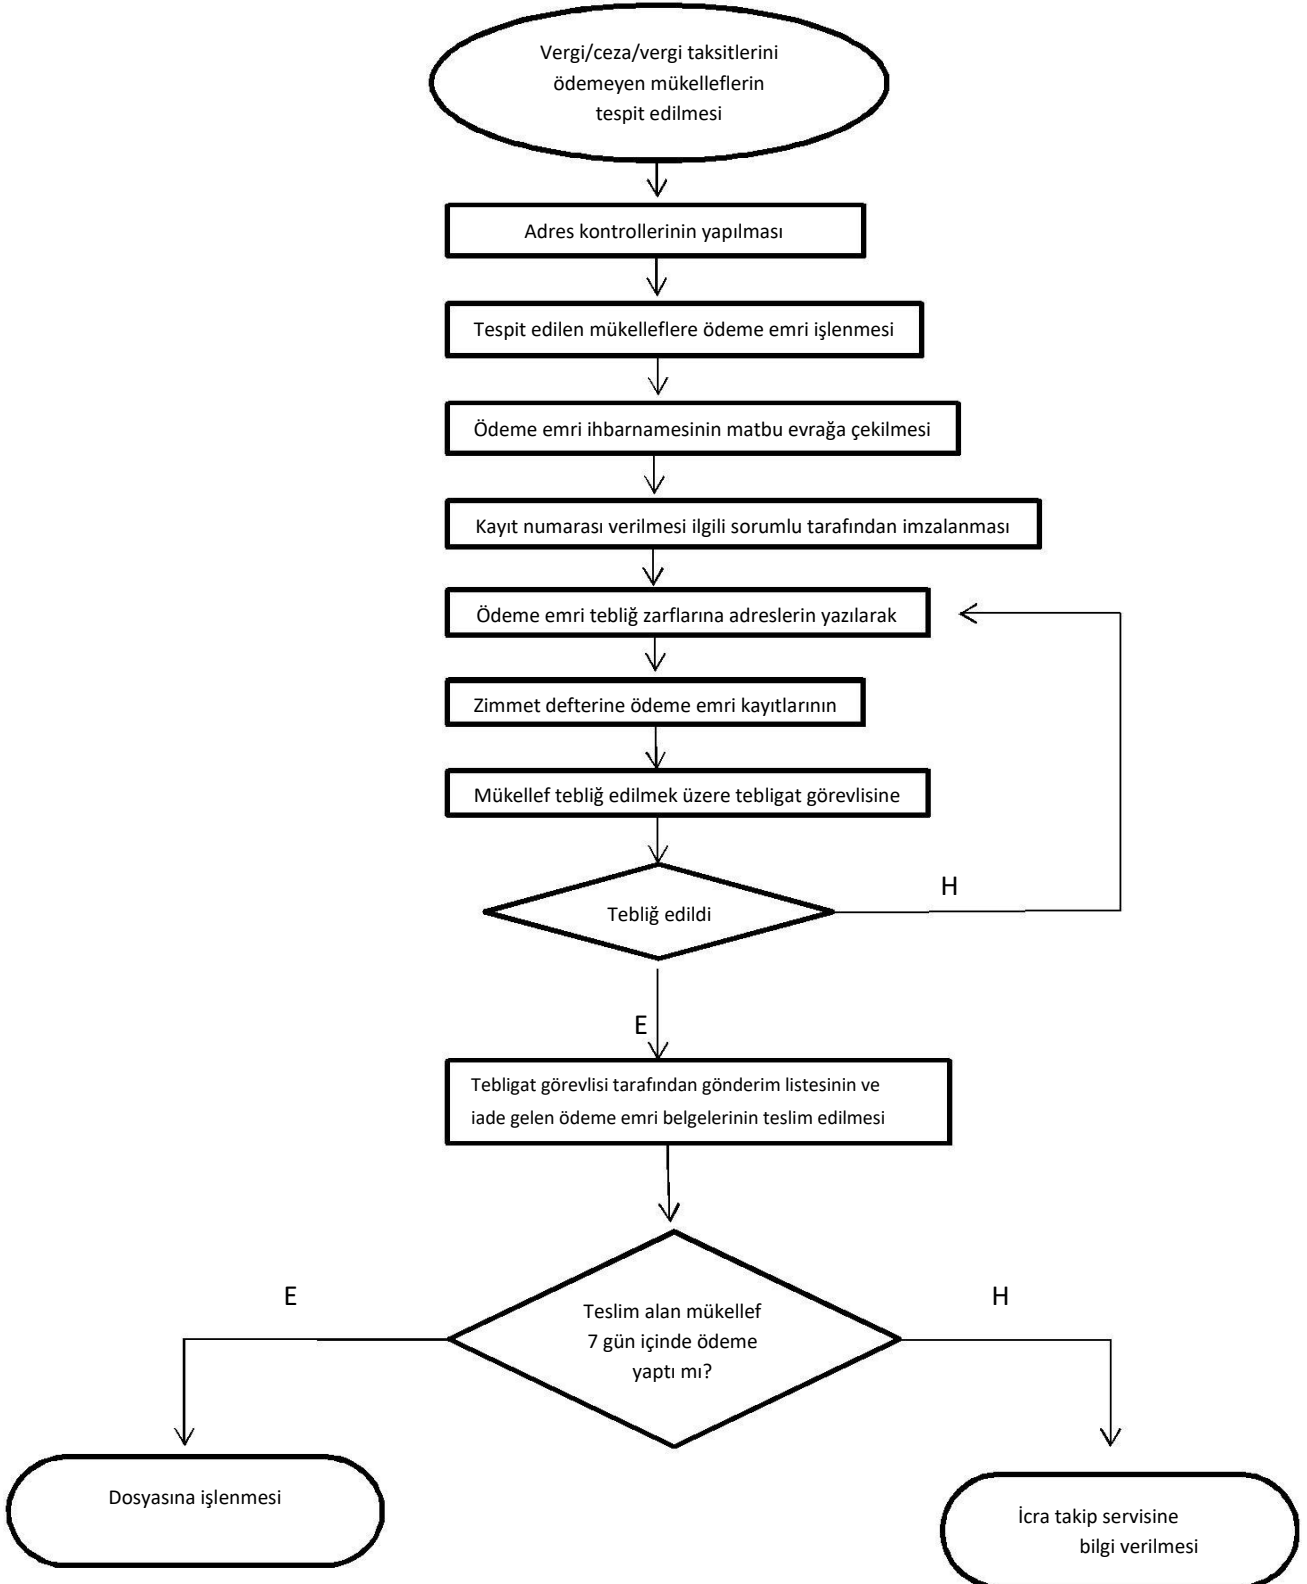 Vergi/ceza/vergi taksitlerini
ödemeyen mükelleflerin
tespit edilmesi
Adres kontrollerinin yapılması
Tespit edilen mükelleflere ödeme emri işlenmesi
Ödeme emri ihbarnamesinin matbu evrağa çekilmesi
Kayıt numarası verilmesi ilgili sorumlu tarafından imzalanması
Ödeme emri tebliğ zarflarına adreslerin yazılarak
Zimmet defterine ödeme emri kayıtlarının
Mükellef tebliğ edilmek üzere tebligat görevlisine
H
Tebliğ edildi
E
Tebligat görevlisi tarafından gönderim listesinin ve
iade gelen ödeme emri belgelerinin teslim edilmesi
E
H
Teslim alan mükellef
7 gün içinde ödeme
yaptı mı?
Dosyasına işlenmesi
İcra takip servisine
bilgi verilmesi